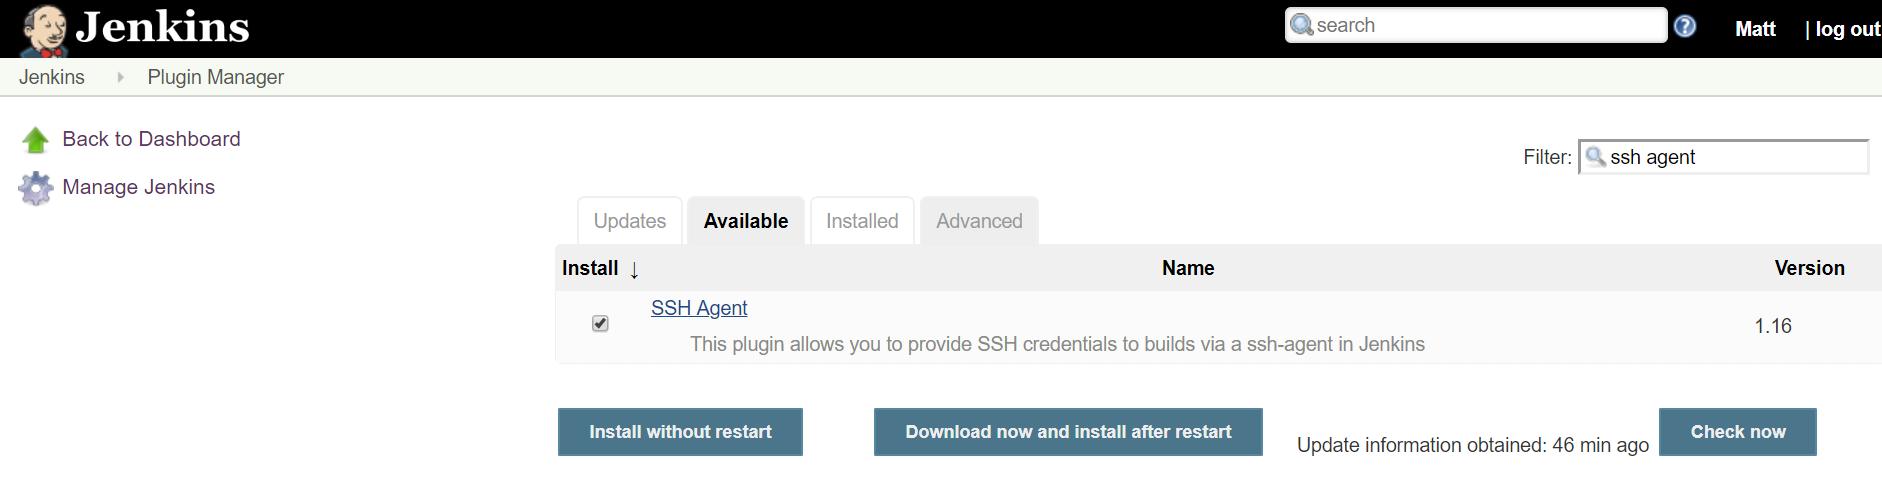 Jenkins
search
Matt | log out
Jenkins Plugin Manager
Back to Dashboard
Manage Jenkins
Filter: ssh agent
Updates Available Installed Advanced
Install ↓ Name Version
SSH Agent
This plugin allows you to provide SSH credentials to builds via a ssh-agent in Jenkins
1.16
Install without restart
Download now and install after restart
Update information obtained: 46 min ago
Check now